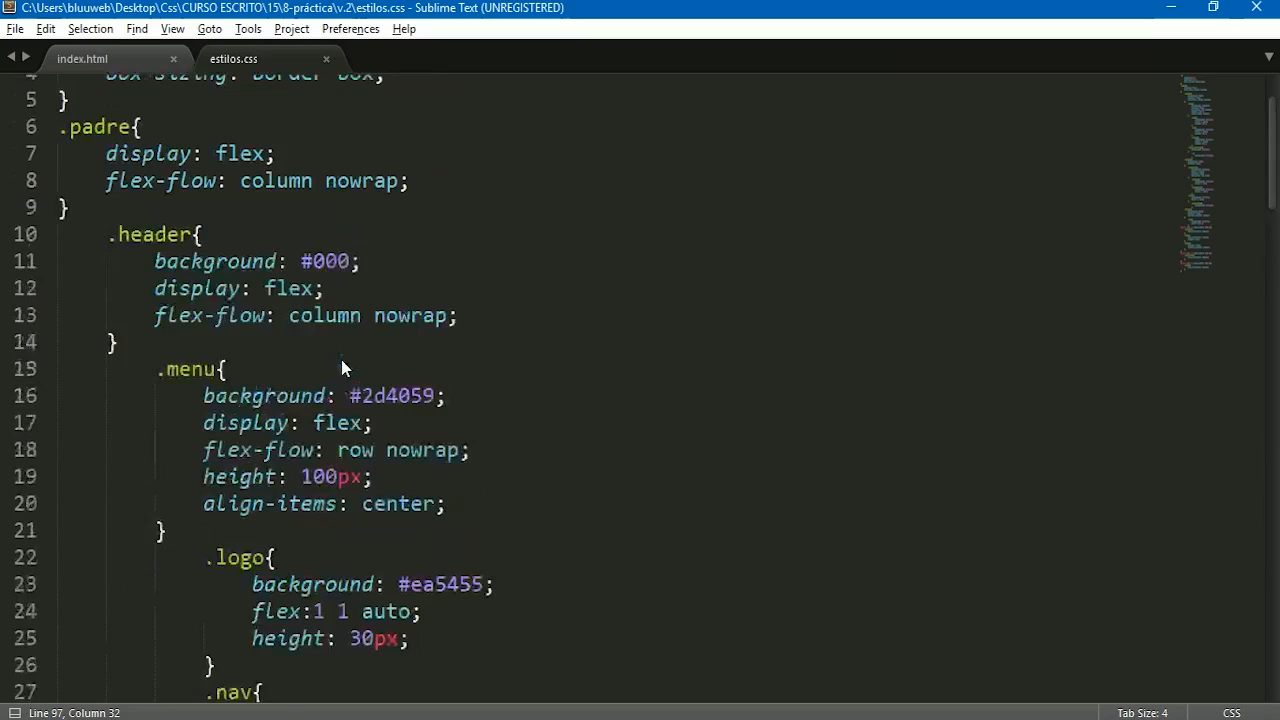 C:\Users\bluuweb\Desktop\Css\CURSO ESCRITO\15\8-práctica\v.2\estilos.css - Sublime Text (UNREGISTERED)
File Edit Selection Find View Goto Tools Project Preferences Help
index.html × estilos.css ×
4 box-sizing: border-box;
5 }
6 .padre{
7 display: flex;
8 flex-flow: column nowrap;
9 }
10 .header{
11 background: #000;
12 display: flex;
13 flex-flow: column nowrap;
14 }
15 .menu{
16 background: #2d4059;
17 display: flex;
18 flex-flow: row nowrap;
19 height: 100px;
20 align-items: center;
21 }
22 .logo{
23 background: #ea5455;
24 flex:1 1 auto;
25 height: 30px;
26 }
27 .nav{
Line 97, Column 32 Tab Size: 4 CSS